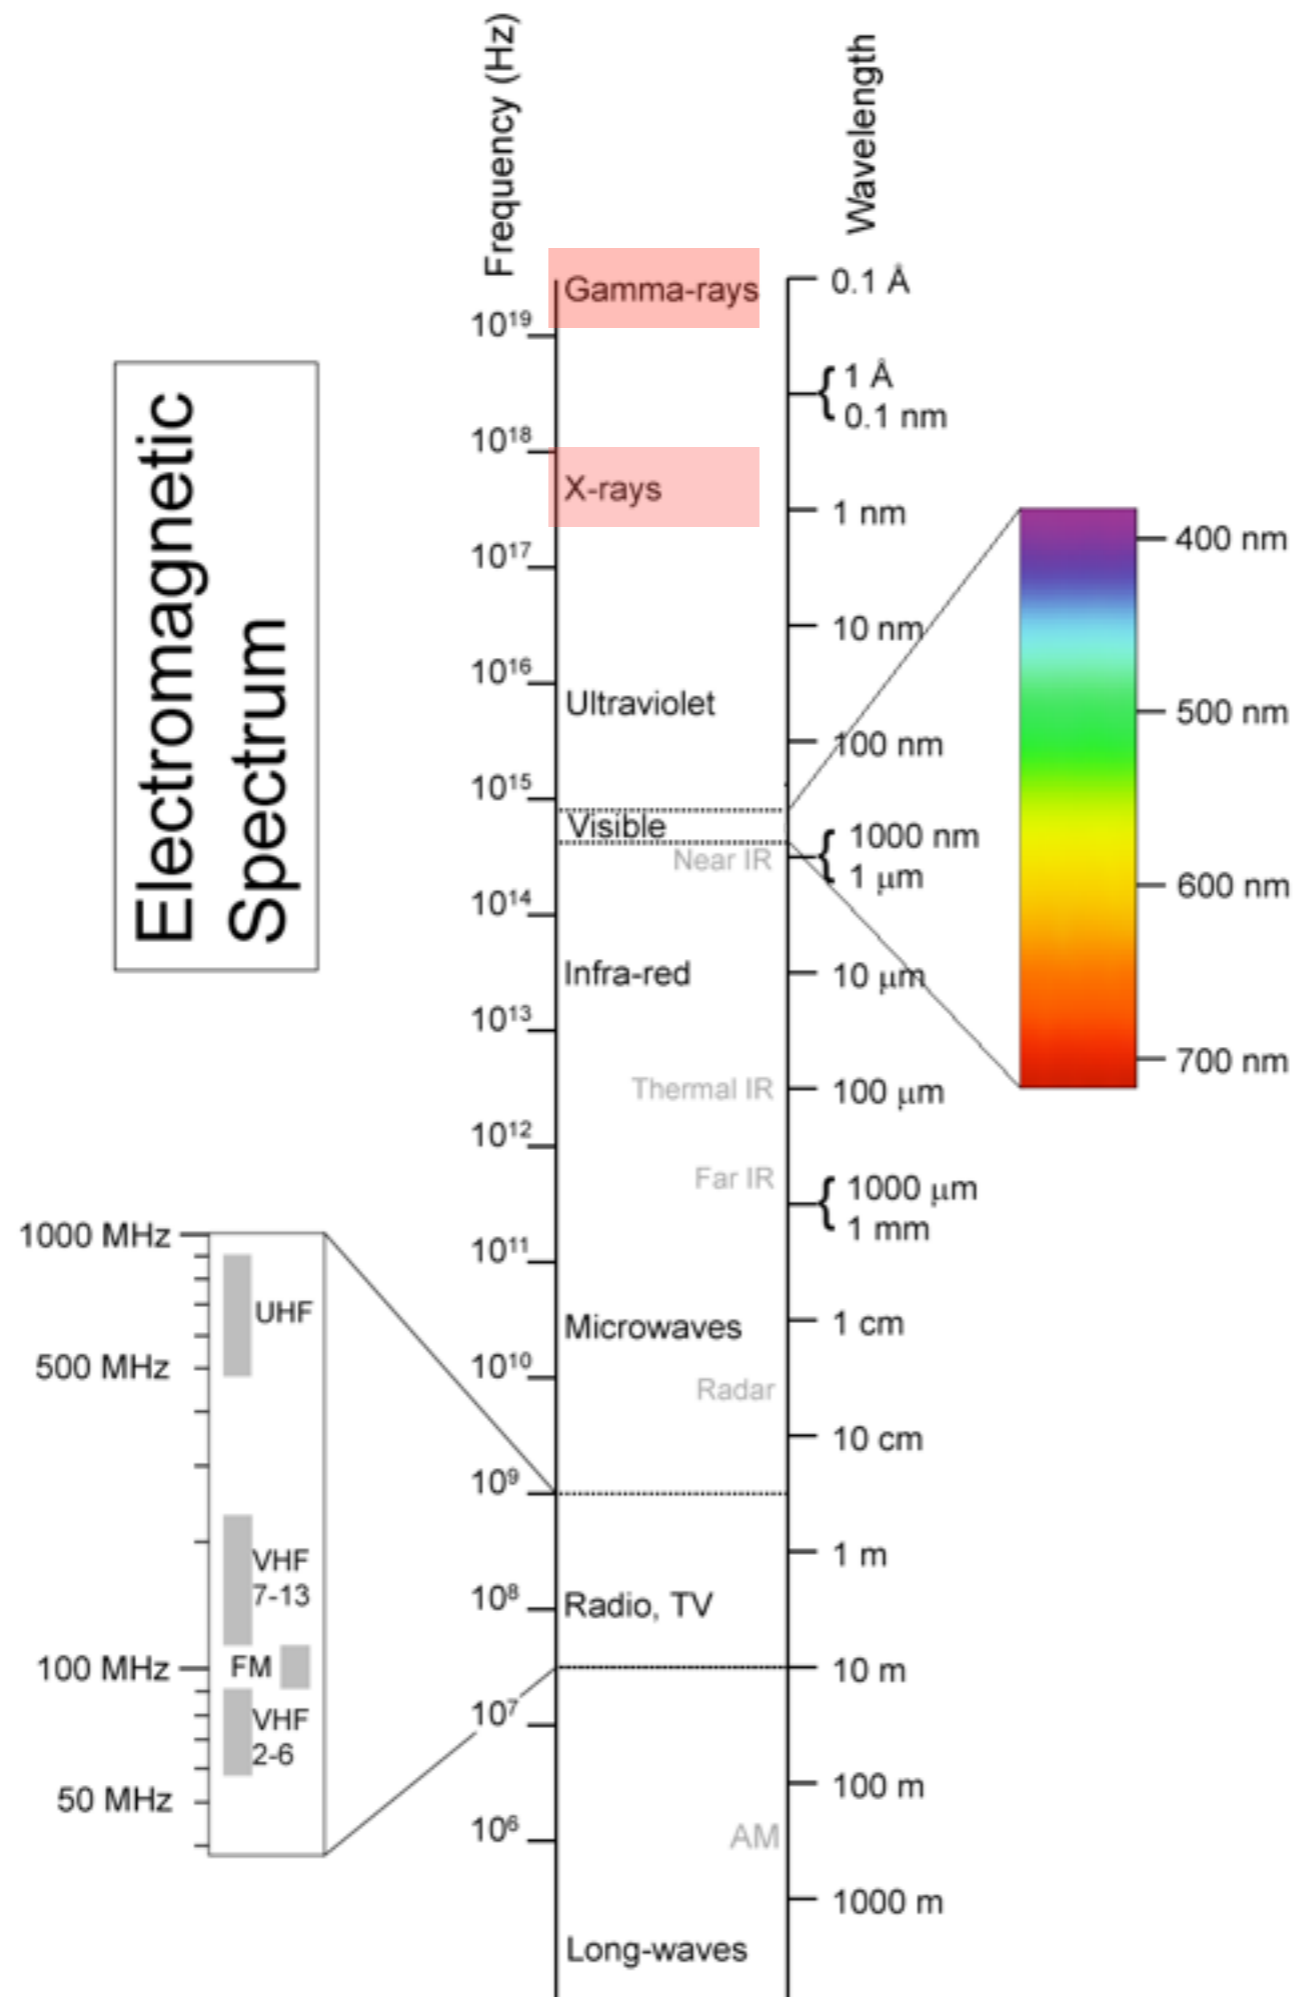 Frequency (Hz)
Wavelength
Electromagnetic
Spectrum
Gamma-rays
X-rays
Ultraviolet
Visible
Near IR
Infra-red
Thermal IR
Far IR
Microwaves
Radar
Radio, TV
AM
Long-waves
10¹⁹
10¹⁸
10¹⁷
10¹⁶
10¹⁵
10¹⁴
10¹³
10¹²
10¹¹
10¹⁰
10⁹
10⁸
10⁷
10⁶
0.1 Å
1 Å
0.1 nm
1 nm
10 nm
100 nm
1000 nm
1 μm
10 μm
100 μm
1000 μm
1 mm
1 cm
10 cm
1 m
10 m
100 m
1000 m
400 nm
500 nm
600 nm
700 nm
1000 MHz
UHF
500 MHz
VHF
7-13
100 MHz
FM
VHF
2-6
50 MHz